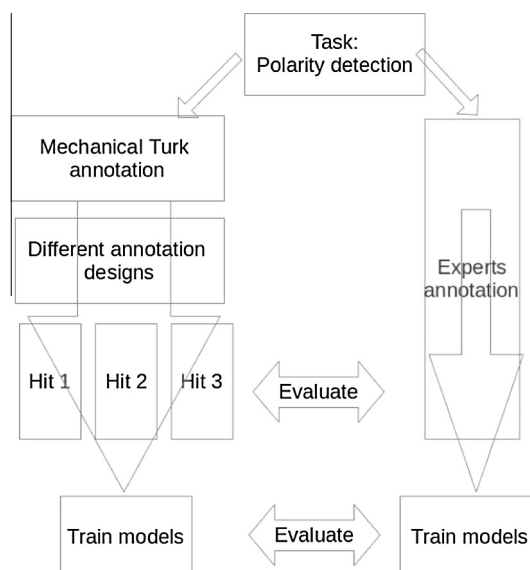 Task:
Polarity detection
Mechanical Turk
annotation
Different annotation
designs
Experts
annotation
Hit 1
Hit 2
Hit 3
Evaluate
Train models
Evaluate
Train models